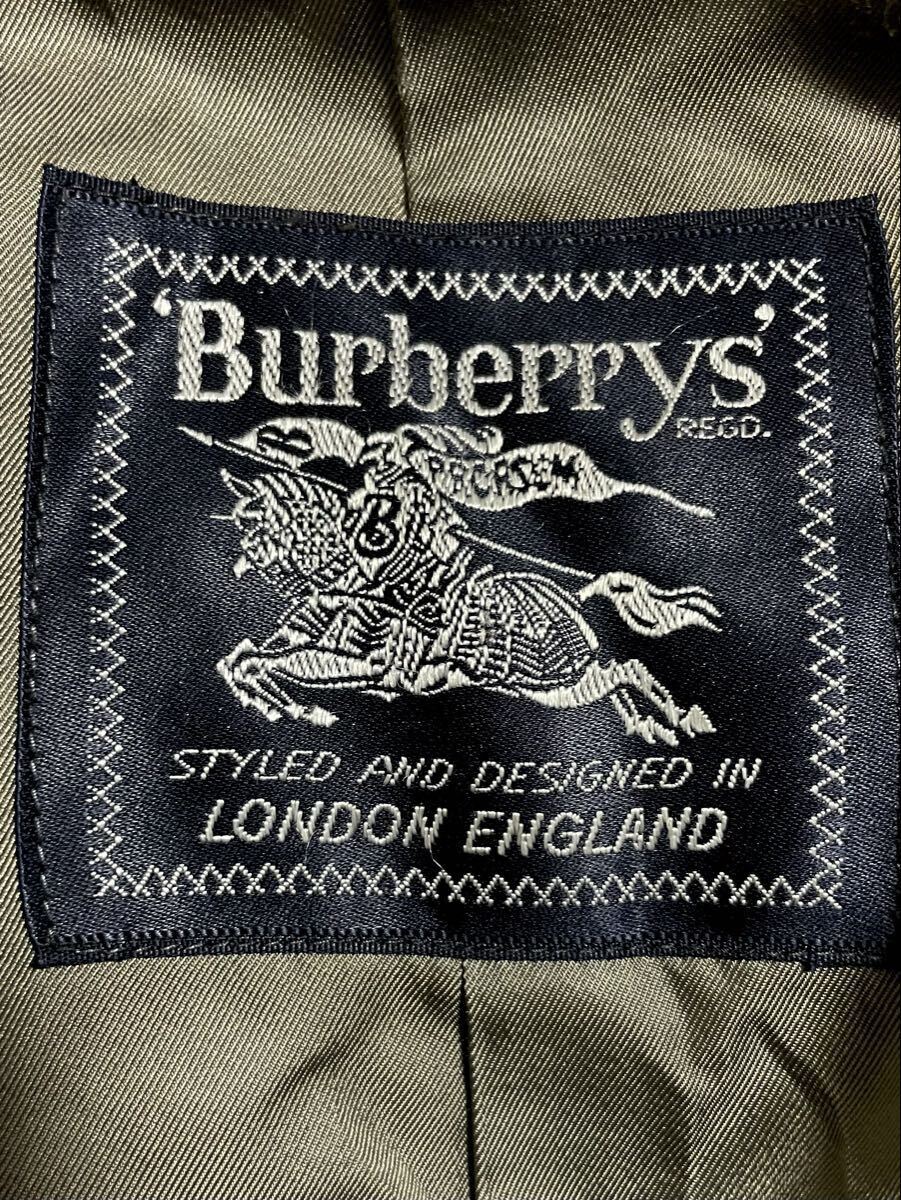 'Burberrys'
REGD.
B PRORSUM
B
STYLED AND DESIGNED IN
LONDON ENGLAND